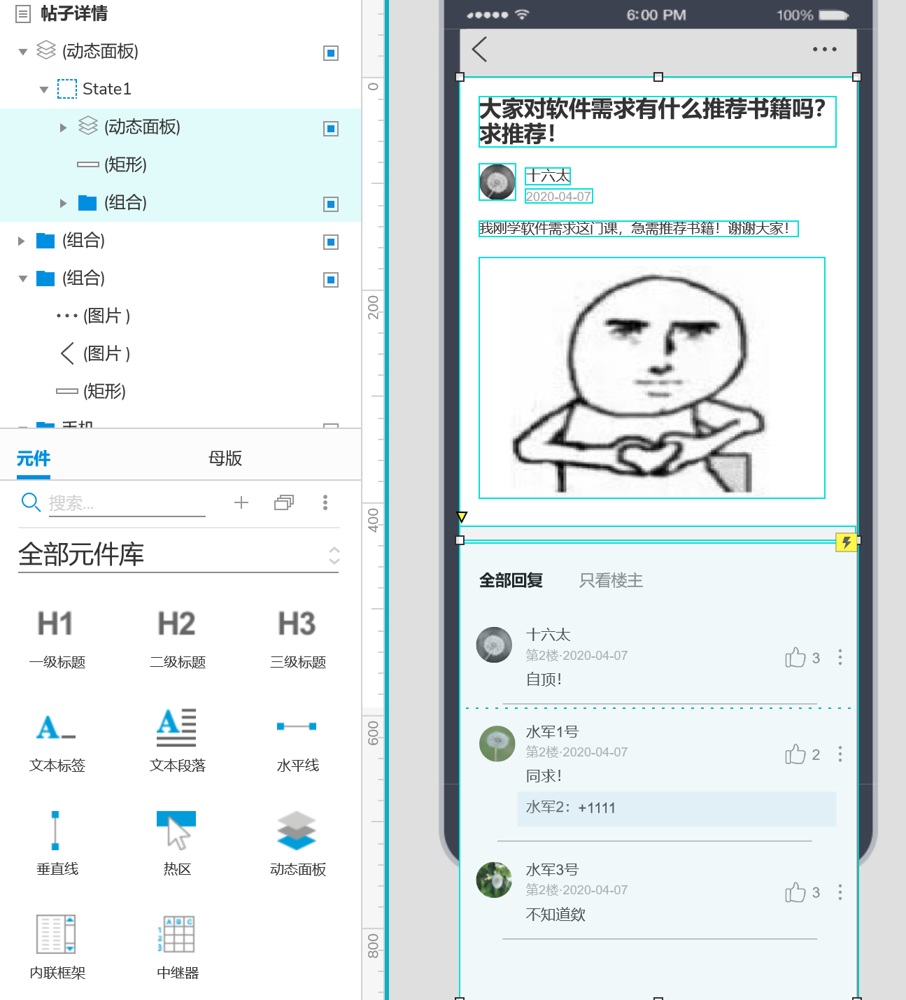 帖子详情
(动态面板)
State1
(动态面板)
(矩形)
(组合)
(组合)
(组合)
(图片 )
(图片 )
(矩形)
手机
元件
母版
搜索...
全部元件库
H1
H2
H3
一级标题
二级标题
三级标题
A
A
文本标签
文本段落
水平线
垂直线
热区
动态面板
A B C
1
2
3
内联框架
中继器
0
200
400
600
800
6:00 PM
100%
大家对软件需求有什么推荐书籍吗?
求推荐!
十六太
2020-04-07
我刚学软件需求这门课，急需推荐书籍！谢谢大家！
全部回复
只看楼主
十六太
第2楼·2020-04-07
3
自顶！
水军1号
第2楼·2020-04-07
2
同求！
水军2：+1111
水军3号
第2楼·2020-04-07
3
不知道欸